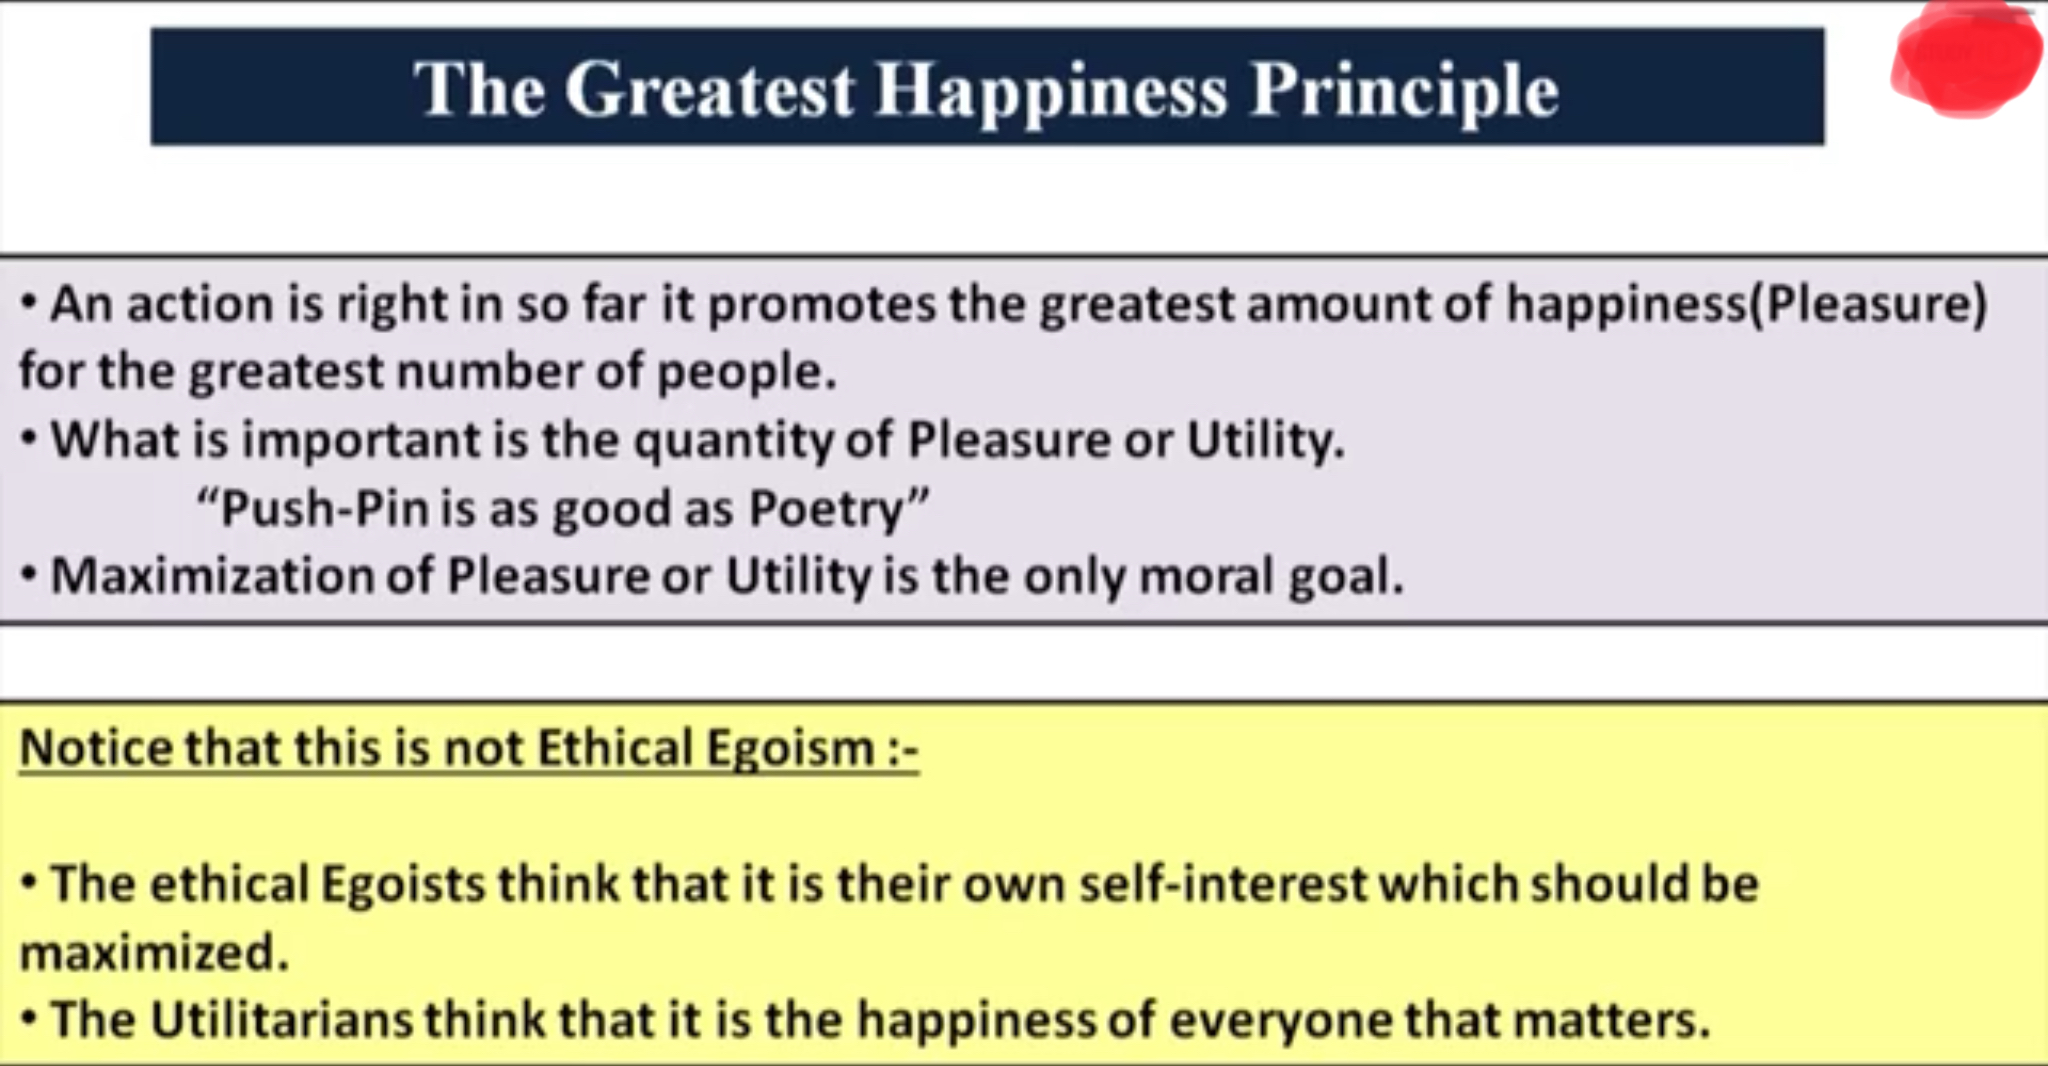 The Greatest Happiness Principle
• An action is right in so far it promotes the greatest amount of happiness(Pleasure)
for the greatest number of people.
• What is important is the quantity of Pleasure or Utility.
“Push-Pin is as good as Poetry”
• Maximization of Pleasure or Utility is the only moral goal.
Notice that this is not Ethical Egoism :-
• The ethical Egoists think that it is their own self-interest which should be
maximized.
• The Utilitarians think that it is the happiness of everyone that matters.